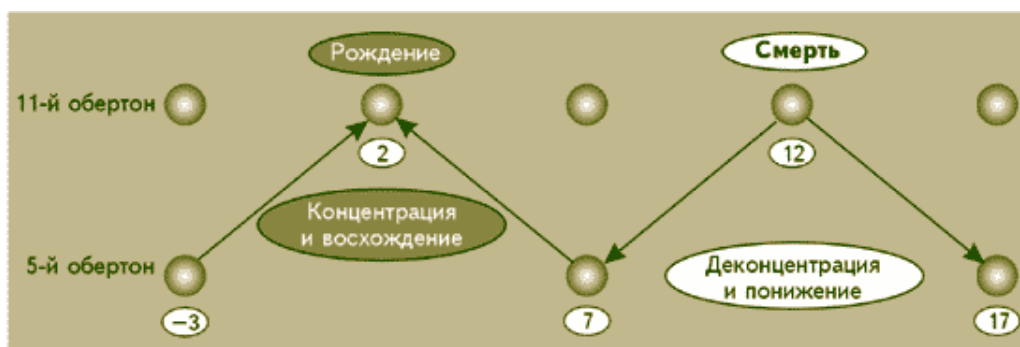 Рождение
Смерть
11-й обертон
2
12
Концентрация
и восхождение
5-й обертон
Деконцентрация
и понижение
–3
7
17